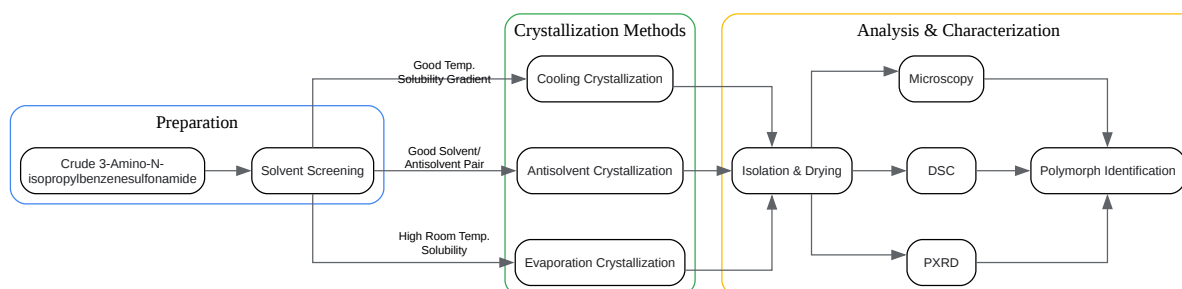 Crystallization Methods
Analysis & Characterization
Good Temp.
Solubility Gradient
Cooling Crystallization
Microscopy
Preparation
Crude 3-Amino-N-
isopropylbenzenesulfonamide
Solvent Screening
Good Solvent/
Antisolvent Pair
Antisolvent Crystallization
Isolation & Drying
DSC
Polymorph Identification
High Room Temp.
Solubility
Evaporation Crystallization
PXRD